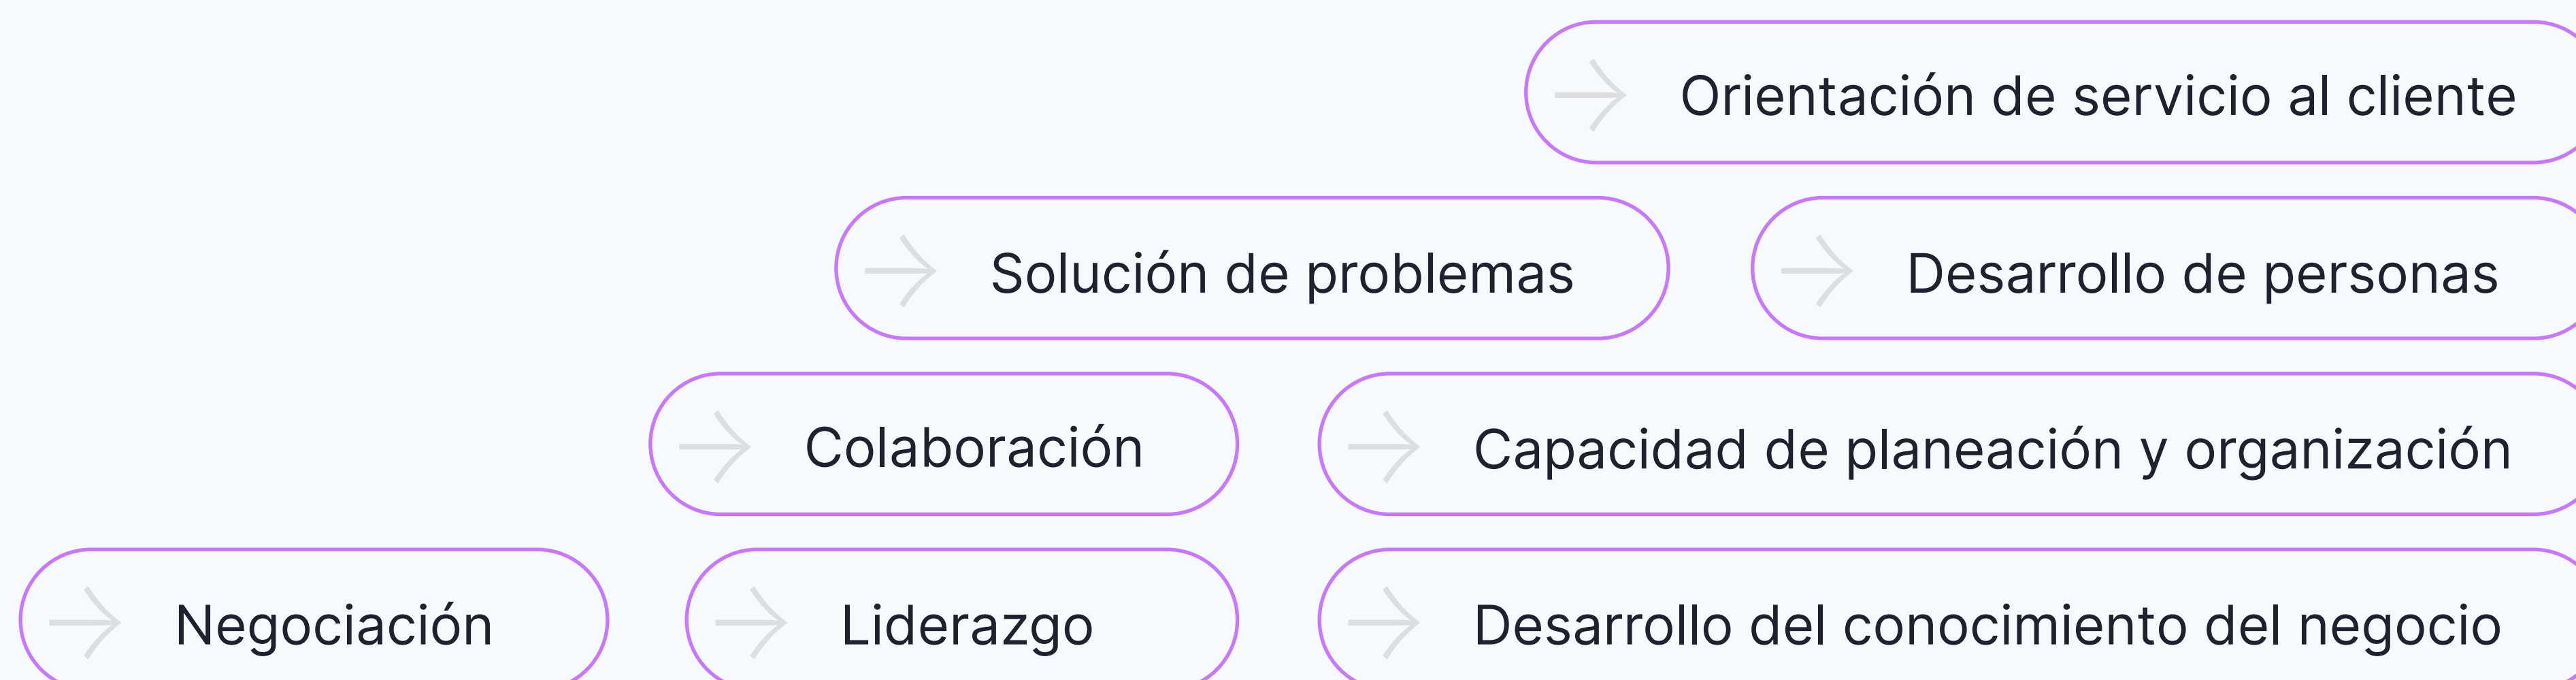 Orientación de servicio al cliente
Solución de problemas
Desarrollo de personas
Colaboración
Capacidad de planeación y organización
Negociación
Liderazgo
Desarrollo del conocimiento del negocio